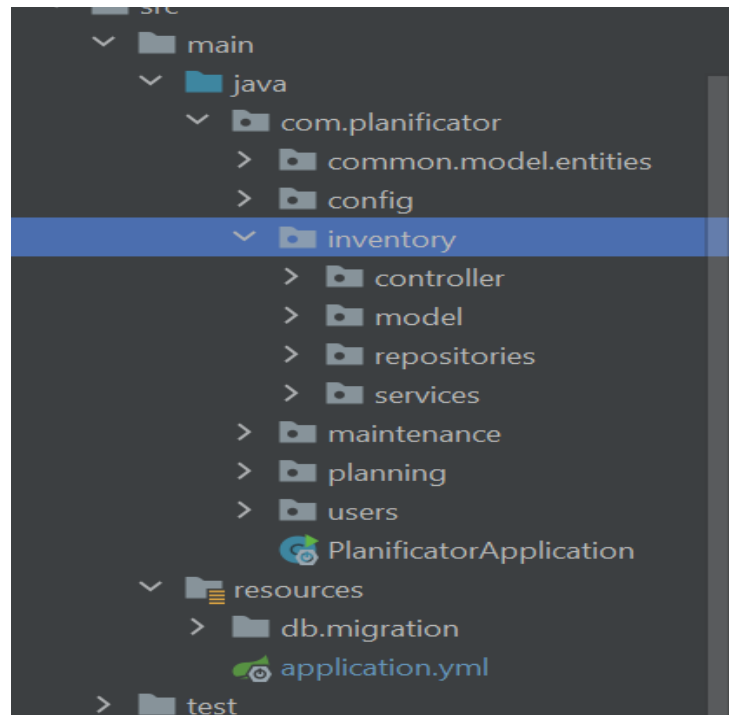 src
main
java
com.planificator
common.model.entities
config
inventory
controller
model
repositories
services
maintenance
planning
users
PlanificatorApplication
resources
db.migration
application.yml
test